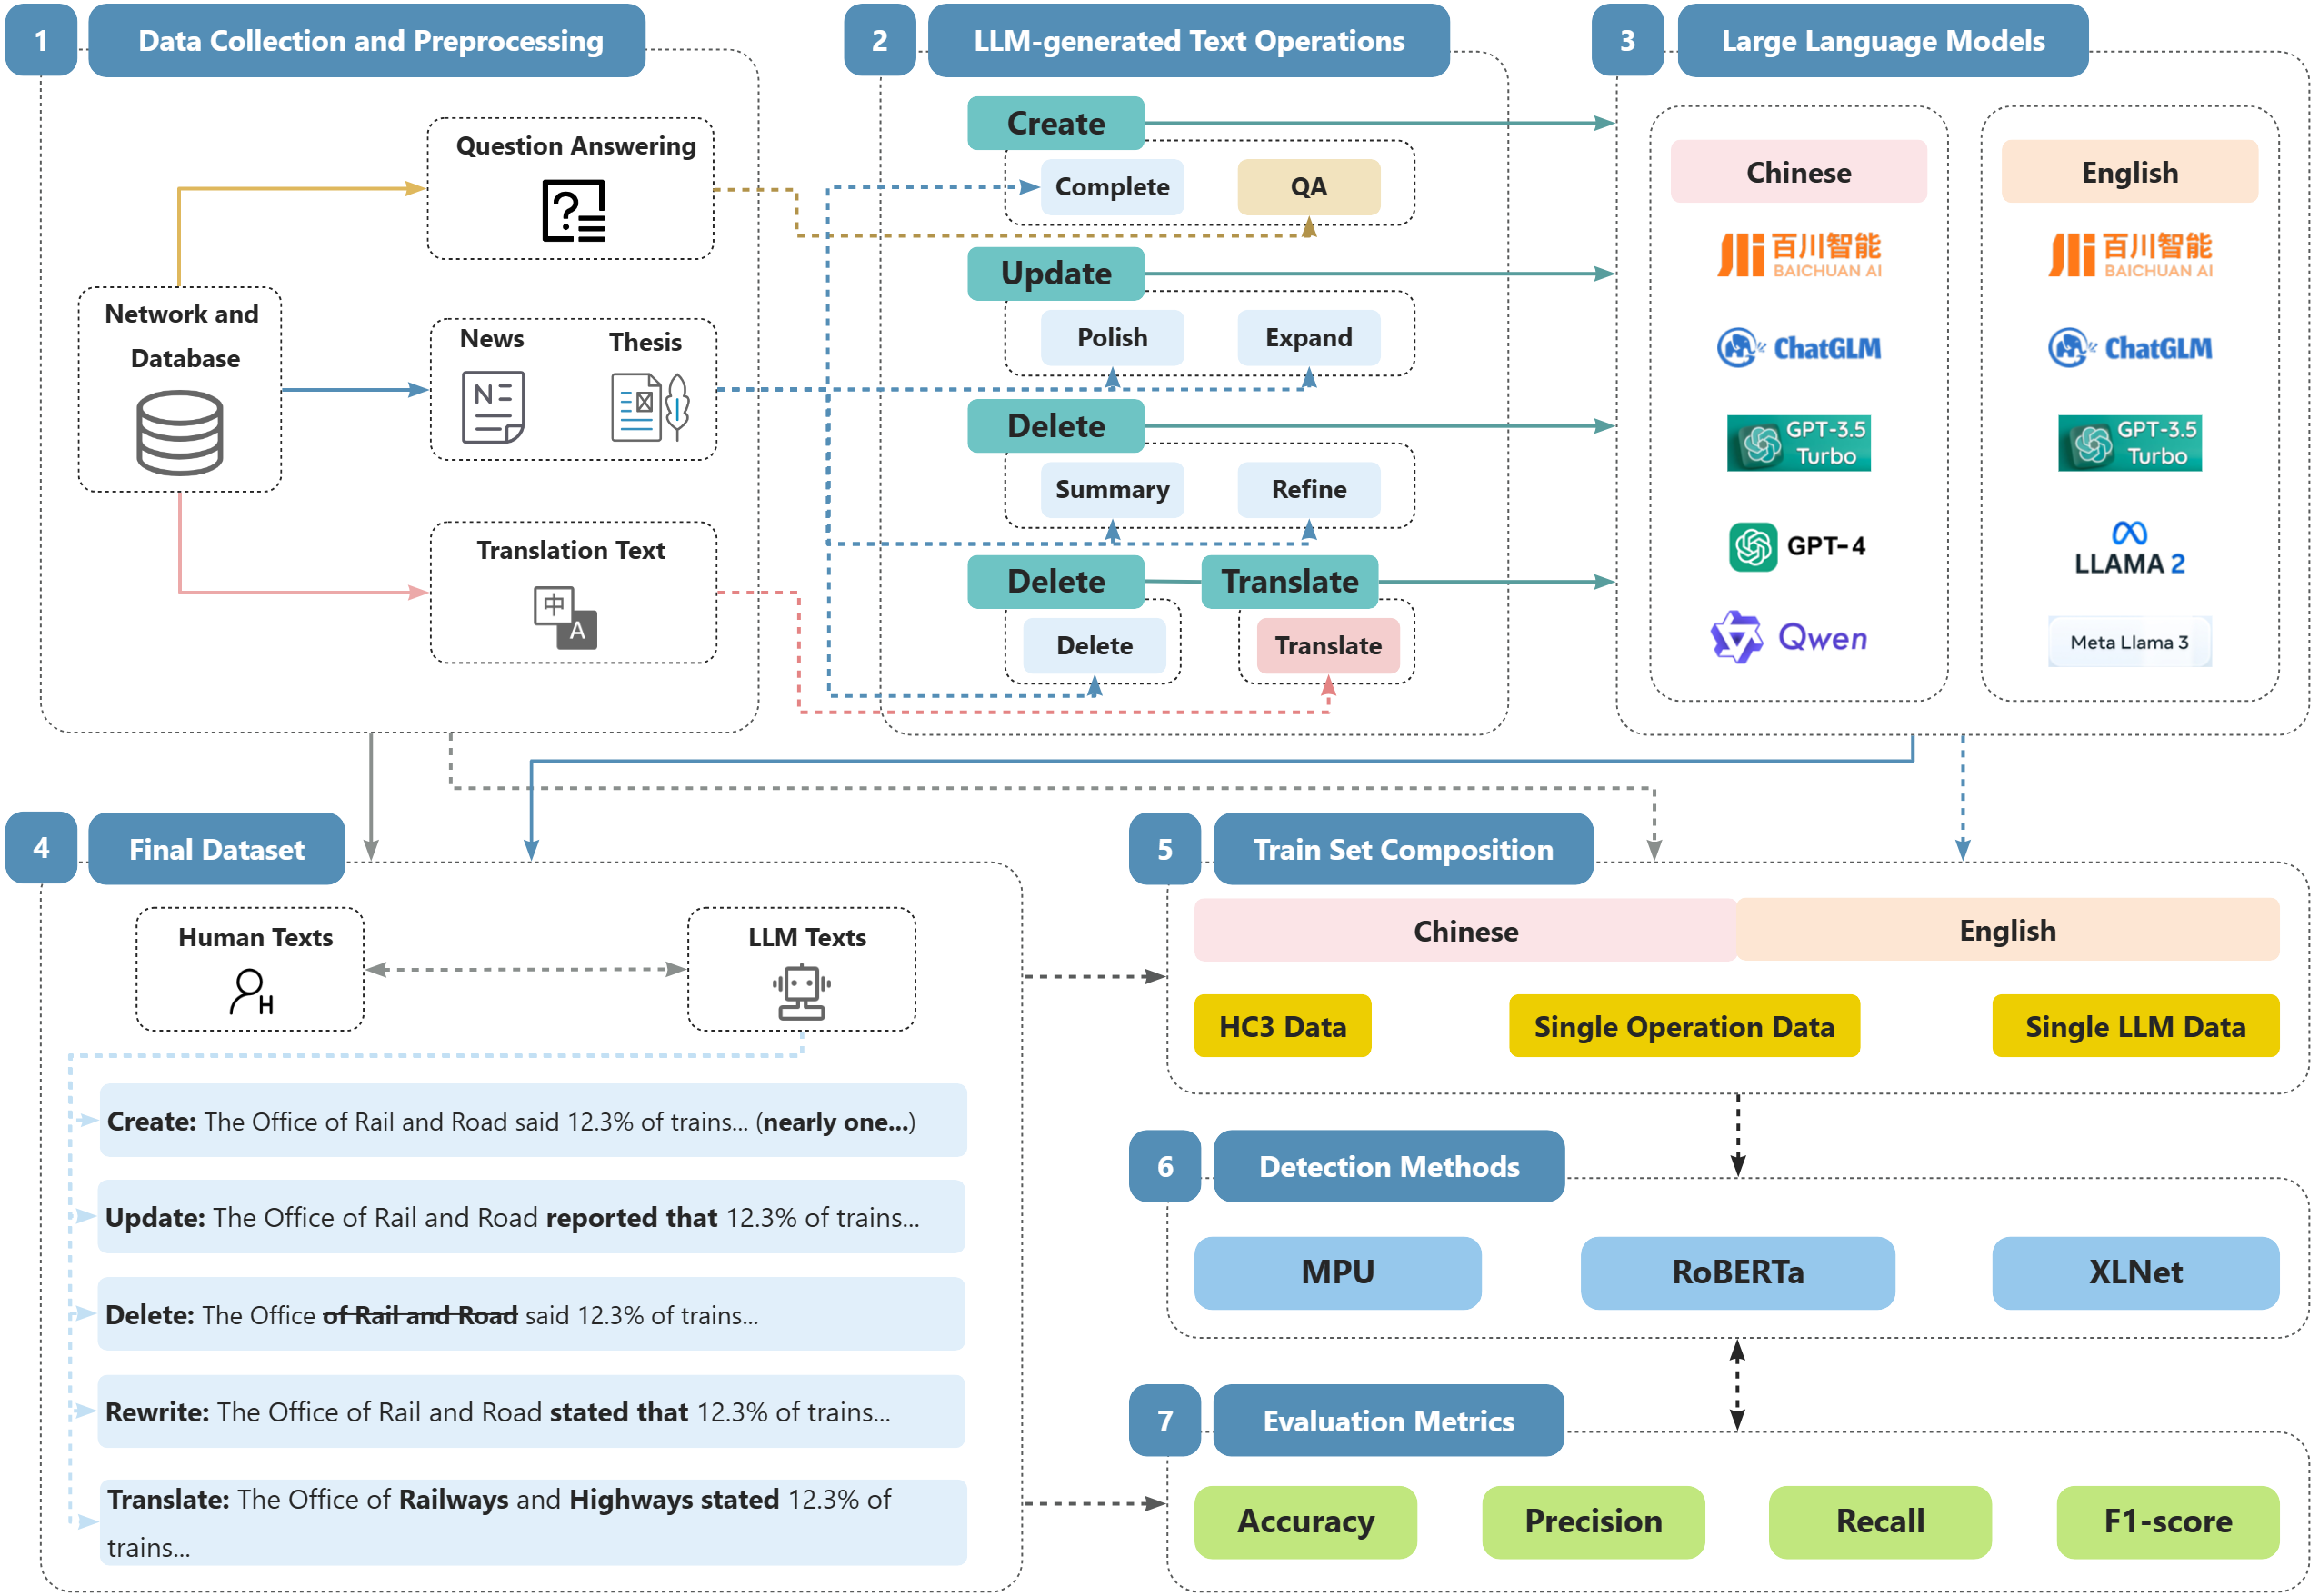 1
Data Collection and Preprocessing
Question Answering
?
Network and
Database
News
N
Thesis
Translation Text
中
A
2
LLM-generated Text Operations
Create
Complete
QA
Update
Polish
Expand
Delete
Summary
Refine
Delete
Translate
Delete
Translate
3
Large Language Models
Chinese
百川智能
BAICHUAN AI
ChatGLM
GPT-3.5
Turbo
GPT-4
Qwen
English
百川智能
BAICHUAN AI
ChatGLM
GPT-3.5
Turbo
LLAMA 2
Meta Llama 3
4
Final Dataset
Human Texts
H
LLM Texts
Create: The Office of Rail and Road said 12.3% of trains... (nearly one...)
Update: The Office of Rail and Road reported that 12.3% of trains...
Delete: The Office of Rail and Road said 12.3% of trains...
Rewrite: The Office of Rail and Road stated that 12.3% of trains...
Translate: The Office of Railways and Highways stated 12.3% of
trains...
5
Train Set Composition
Chinese
English
HC3 Data
Single Operation Data
Single LLM Data
6
Detection Methods
MPU
RoBERTa
XLNet
7
Evaluation Metrics
Accuracy
Precision
Recall
F1-score